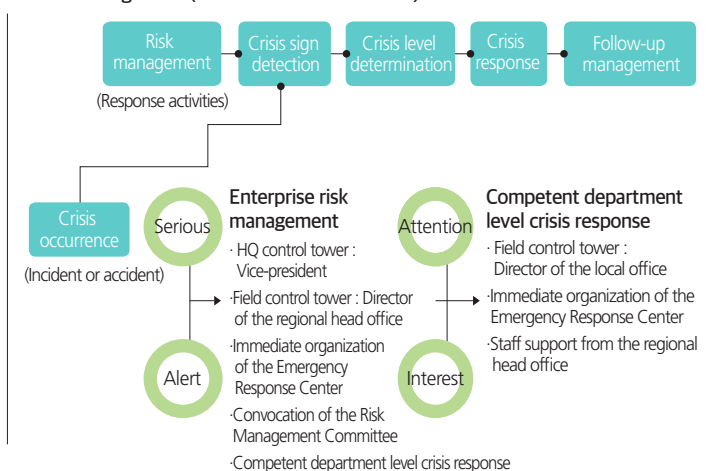 Risk
management
Crisis sign
detection
Crisis level
determination
Crisis
response
Follow-up
management
(Response activities)
Crisis
occurrence
(Incident or accident)
Serious
Alert
Enterprise risk
management
· HQ control tower :
Vice-president
·Field control tower : Director
of the regional head office
·Immediate organization
of the Emergency
Response Center
·Convocation of the Risk
Management Committee
·Competent department level crisis response
Attention
Interest
Competent department
level crisis response
· Field control tower :
Director of the local office
·Immediate organization of the
Emergency Response Center
·Staff support from the regional
head office